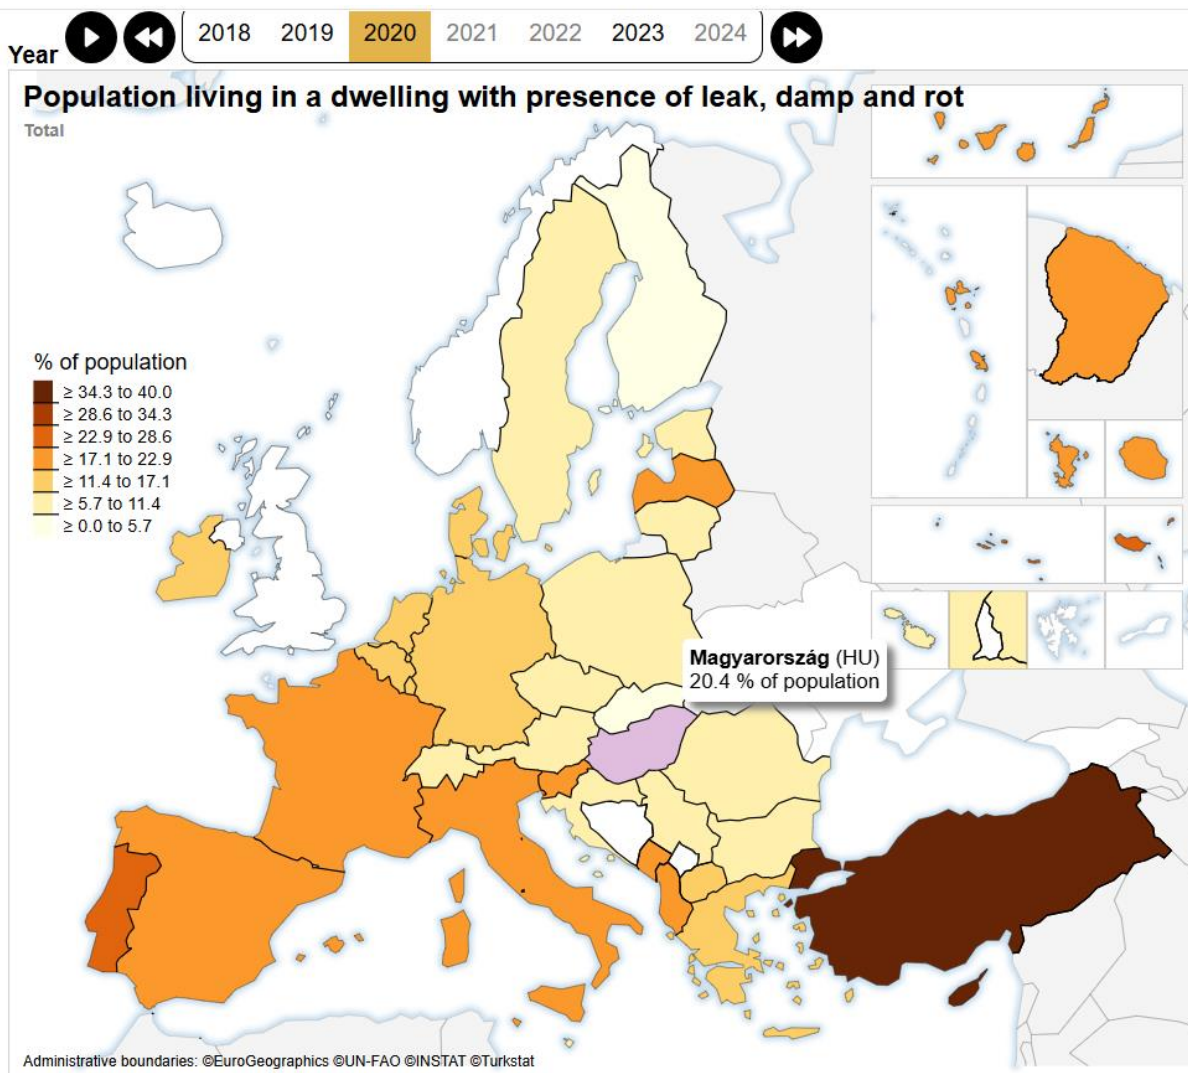 Year 2018 2019 2020 2021 2022 2023 2024
Population living in a dwelling with presence of leak, damp and rot
Total
% of population
≥ 34.3 to 40.0
≥ 28.6 to 34.3
≥ 22.9 to 28.6
≥ 17.1 to 22.9
≥ 11.4 to 17.1
≥ 5.7 to 11.4
≥ 0.0 to 5.7
Magyarország (HU)
20.4 % of population
Administrative boundaries: ©EuroGeographics ©UN-FAO ©INSTAT ©Turkstat